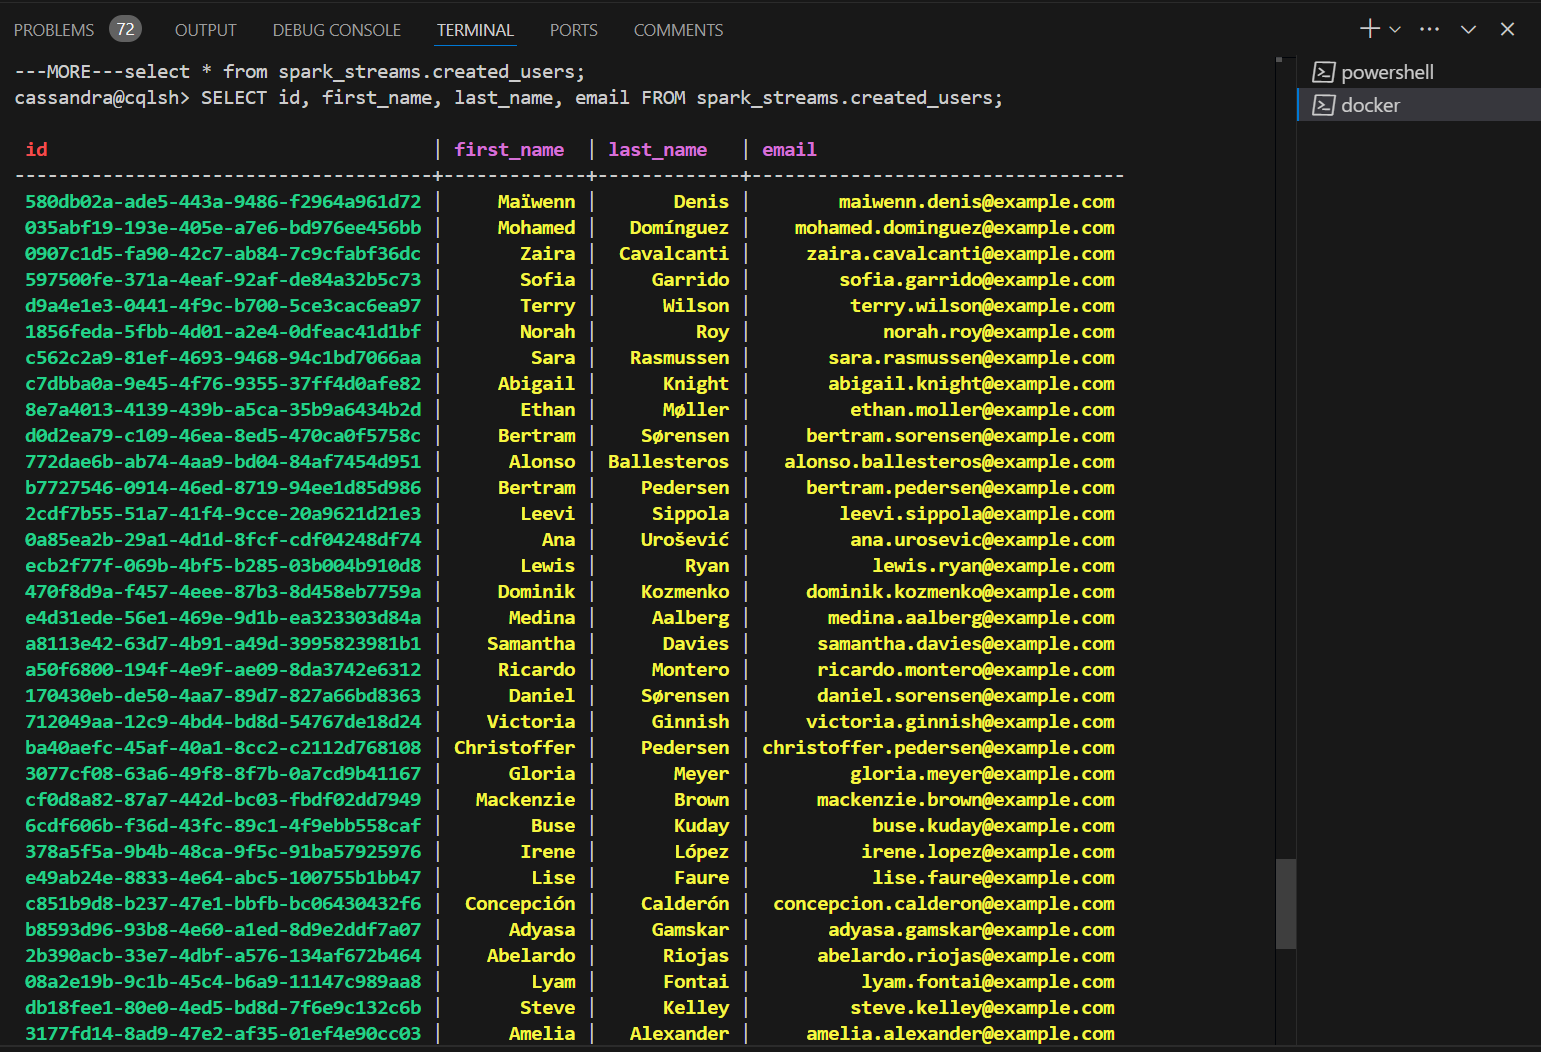 PROBLEMS 72 OUTPUT DEBUG CONSOLE TERMINAL PORTS COMMENTS
---MORE---select * from spark_streams.created_users;
powershell
cassandra@cqlsh> SELECT id, first_name, last_name, email FROM spark_streams.created_users;
docker
id | first_name | last_name | email
--------------------------------------+-------------+-------------+----------------------------------
580db02a-ade5-443a-9486-f2964a961d72 | Maïwenn | Denis | maiwenn.denis@example.com
035abf19-193e-405e-a7e6-bd976ee456bb | Mohamed | Domínguez | mohamed.dominguez@example.com
0907c1d5-fa90-42c7-ab84-7c9cfabf36dc | Zaira | Cavalcanti | zaira.cavalcanti@example.com
597500fe-371a-4eaf-92af-de84a32b5c73 | Sofia | Garrido | sofia.garrido@example.com
d9a4e1e3-0441-4f9c-b700-5ce3cac6ea97 | Terry | Wilson | terry.wilson@example.com
1856feda-5fbb-4d01-a2e4-0dfeac41d1bf | Norah | Roy | norah.roy@example.com
c562c2a9-81ef-4693-9468-94c1bd7066aa | Sara | Rasmussen | sara.rasmussen@example.com
c7dbba0a-9e45-4f76-9355-37ff4d0afe82 | Abigail | Knight | abigail.knight@example.com
8e7a4013-4139-439b-a5ca-35b9a6434b2d | Ethan | Møller | ethan.moller@example.com
d0d2ea79-c109-46ea-8ed5-470ca0f5758c | Bertram | Sørensen | bertram.sorensen@example.com
772dae6b-ab74-4aa9-bd04-84af7454d951 | Alonso | Ballesteros | alonso.ballesteros@example.com
b7727546-0914-46ed-8719-94ee1d85d986 | Bertram | Pedersen | bertram.pedersen@example.com
2cdf7b55-51a7-41f4-9cce-20a9621d21e3 | Leevi | Sippola | leevi.sippola@example.com
0a85ea2b-29a1-4d1d-8fcf-cdf04248df74 | Ana | Urošević | ana.urosevic@example.com
ecb2f77f-069b-4bf5-b285-03b004b910d8 | Lewis | Ryan | lewis.ryan@example.com
470f8d9a-f457-4eee-87b3-8d458eb7759a | Dominik | Kozmenko | dominik.kozmenko@example.com
e4d31ede-56e1-469e-9d1b-ea323303d84a | Medina | Aalberg | medina.aalberg@example.com
a8113e42-63d7-4b91-a49d-3995823981b1 | Samantha | Davies | samantha.davies@example.com
a50f6800-194f-4e9f-ae09-8da3742e6312 | Ricardo | Montero | ricardo.montero@example.com
170430eb-de50-4aa7-89d7-827a66bd8363 | Daniel | Sørensen | daniel.sorensen@example.com
712049aa-12c9-4bd4-bd8d-54767de18d24 | Victoria | Ginnish | victoria.ginnish@example.com
ba40aefc-45af-40a1-8cc2-c2112d768108 | Christoffer | Pedersen | christoffer.pedersen@example.com
3077cf08-63a6-49f8-8f7b-0a7cd9b41167 | Gloria | Meyer | gloria.meyer@example.com
cf0d8a82-87a7-442d-bc03-fbdf02dd7949 | Mackenzie | Brown | mackenzie.brown@example.com
6cdf606b-f36d-43fc-89c1-4f9ebb558caf | Buse | Kuday | buse.kuday@example.com
378a5f5a-9b4b-48ca-9f5c-91ba57925976 | Irene | López | irene.lopez@example.com
e49ab24e-8833-4e64-abc5-100755b1bb47 | Lise | Faure | lise.faure@example.com
c851b9d8-b237-47e1-bbfb-bc06430432f6 | Concepción | Calderón | concepcion.calderon@example.com
b8593d96-93b8-4e60-a1ed-8d9e2ddf7a07 | Adyasa | Gamskar | adyasa.gamskar@example.com
2b390acb-33e7-4dbf-a576-134af672b464 | Abelardo | Riojas | abelardo.riojas@example.com
08a2e19b-9c1b-45c4-b6a9-11147c989aa8 | Lyam | Fontai | lyam.fontai@example.com
db18fee1-80e0-4ed5-bd8d-7f6e9c132c6b | Steve | Kelley | steve.kelley@example.com
3177fd14-8ad9-47e2-af35-01ef4e90cc03 | Amelia | Alexander | amelia.alexander@example.com